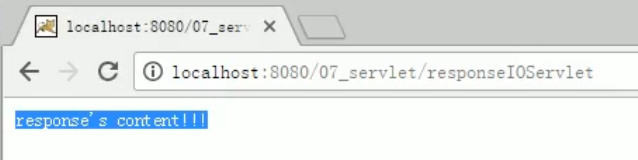 localhost:8080/07_serv
localhost:8080/07_servlet/responseIOServlet
response's content!!!